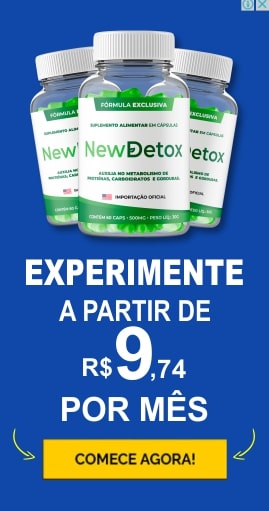 FÓRMULA EXCLUSIVA
SUPLEMENTO ALIMENTAR EM CÁPSULAS
NewDetox
AUXILIA NO METABOLISMO DE
PROTEÍNAS, CARBOIDRATOS E GORDURAS.
IMPORTAÇÃO OFICIAL
CONTÉM 60 CAPS • 500MG • PESO LÍQ.: 30G
EXPERIMENTE
A PARTIR DE
R$9,74
POR MÊS
COMECE AGORA!